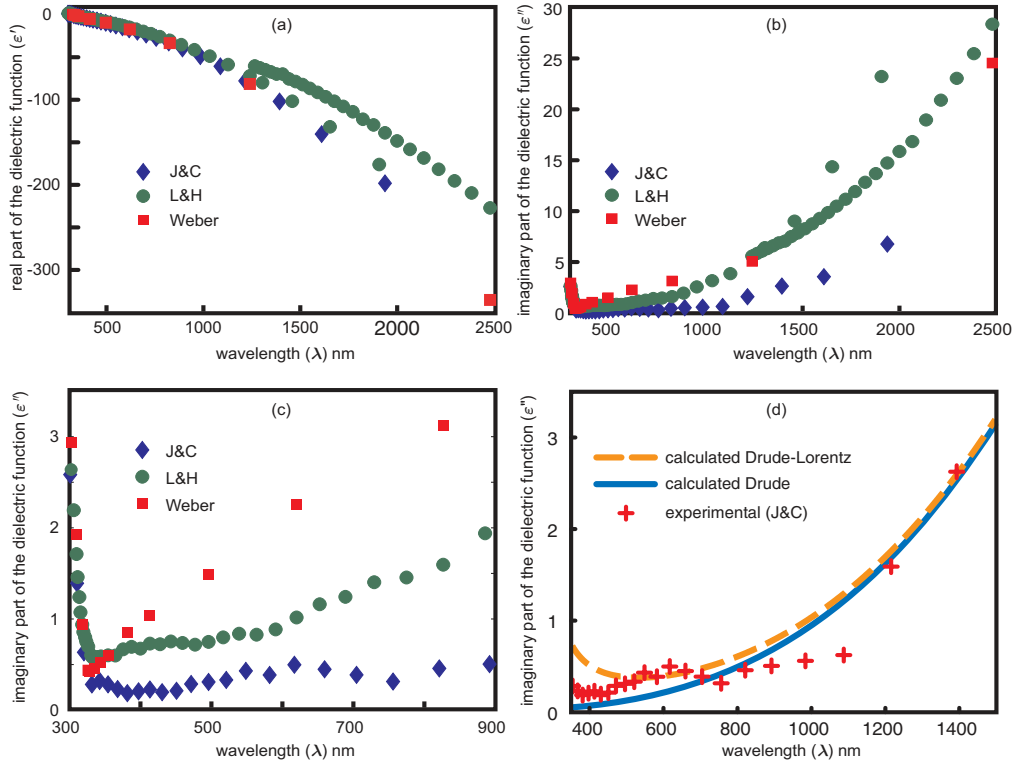 (a)
real part of the dielectric function (ε')
0
-100
-200
-300
J&C
L&H
Weber
500
1000
1500
2000
2500
wavelength (λ) nm
(b)
imaginary part of the dielectric function (ε'')
30
25
20
15
10
5
0
J&C
L&H
Weber
500
1000
1500
2000
2500
wavelength (λ) nm
(c)
imaginary part of the dielectric function (ε'')
3
2
1
0
J&C
L&H
Weber
300
500
700
900
wavelength (λ) nm
(d)
imaginary part of the dielectric function (ε'')
3
2
1
0
calculated Drude-Lorentz
calculated Drude
experimental (J&C)
400
600
800
1000
1200
1400
wavelength (λ) nm